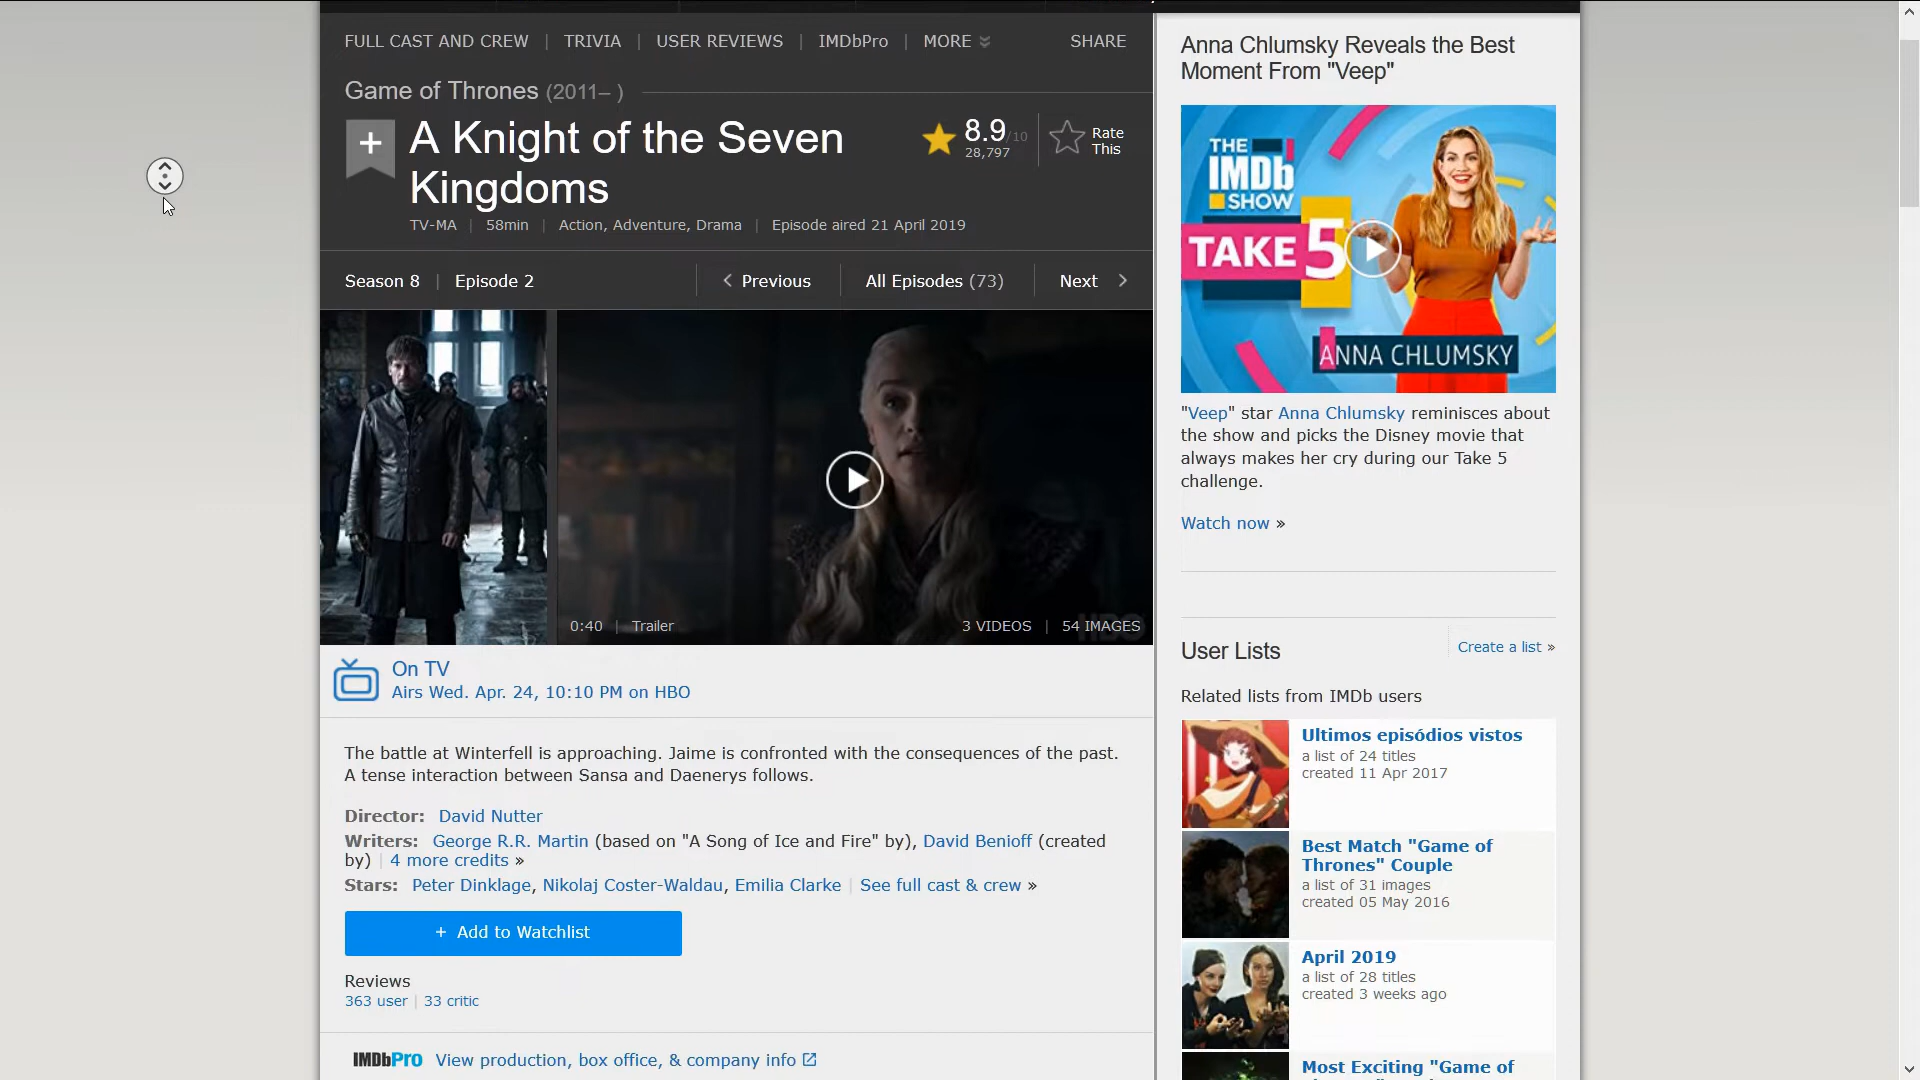 FULL CAST AND CREW | TRIVIA | USER REVIEWS | IMDbPro | MORE SHARE
Game of Thrones (2011– )
A Knight of the Seven
Kingdoms
8.9/10
28,797
Rate
This
TV-MA | 58min | Action, Adventure, Drama | Episode aired 21 April 2019
Season 8 | Episode 2
Previous
All Episodes (73)
Next
0:40 | Trailer
3 VIDEOS | 54 IMAGES
HBO
On TV
Airs Wed. Apr. 24, 10:10 PM on HBO
The battle at Winterfell is approaching. Jaime is confronted with the consequences of the past.
A tense interaction between Sansa and Daenerys follows.
Director: David Nutter
Writers: George R.R. Martin (based on "A Song of Ice and Fire" by), David Benioff (created
by) | 4 more credits »
Stars: Peter Dinklage, Nikolaj Coster-Waldau, Emilia Clarke | See full cast & crew »
+ Add to Watchlist
Reviews
363 user | 33 critic
IMDbPro View production, box office, & company info
Anna Chlumsky Reveals the Best
Moment From "Veep"
THE
IMDb
SHOW
TAKE 5
ANNA CHLUMSKY
"Veep" star Anna Chlumsky reminisces about
the show and picks the Disney movie that
always makes her cry during our Take 5
challenge.
Watch now »
User Lists
Create a list »
Related lists from IMDb users
Ultimos episódios vistos
a list of 24 titles
created 11 Apr 2017
Best Match "Game of
Thrones" Couple
a list of 31 images
created 05 May 2016
April 2019
a list of 28 titles
created 3 weeks ago
Most Exciting "Game of